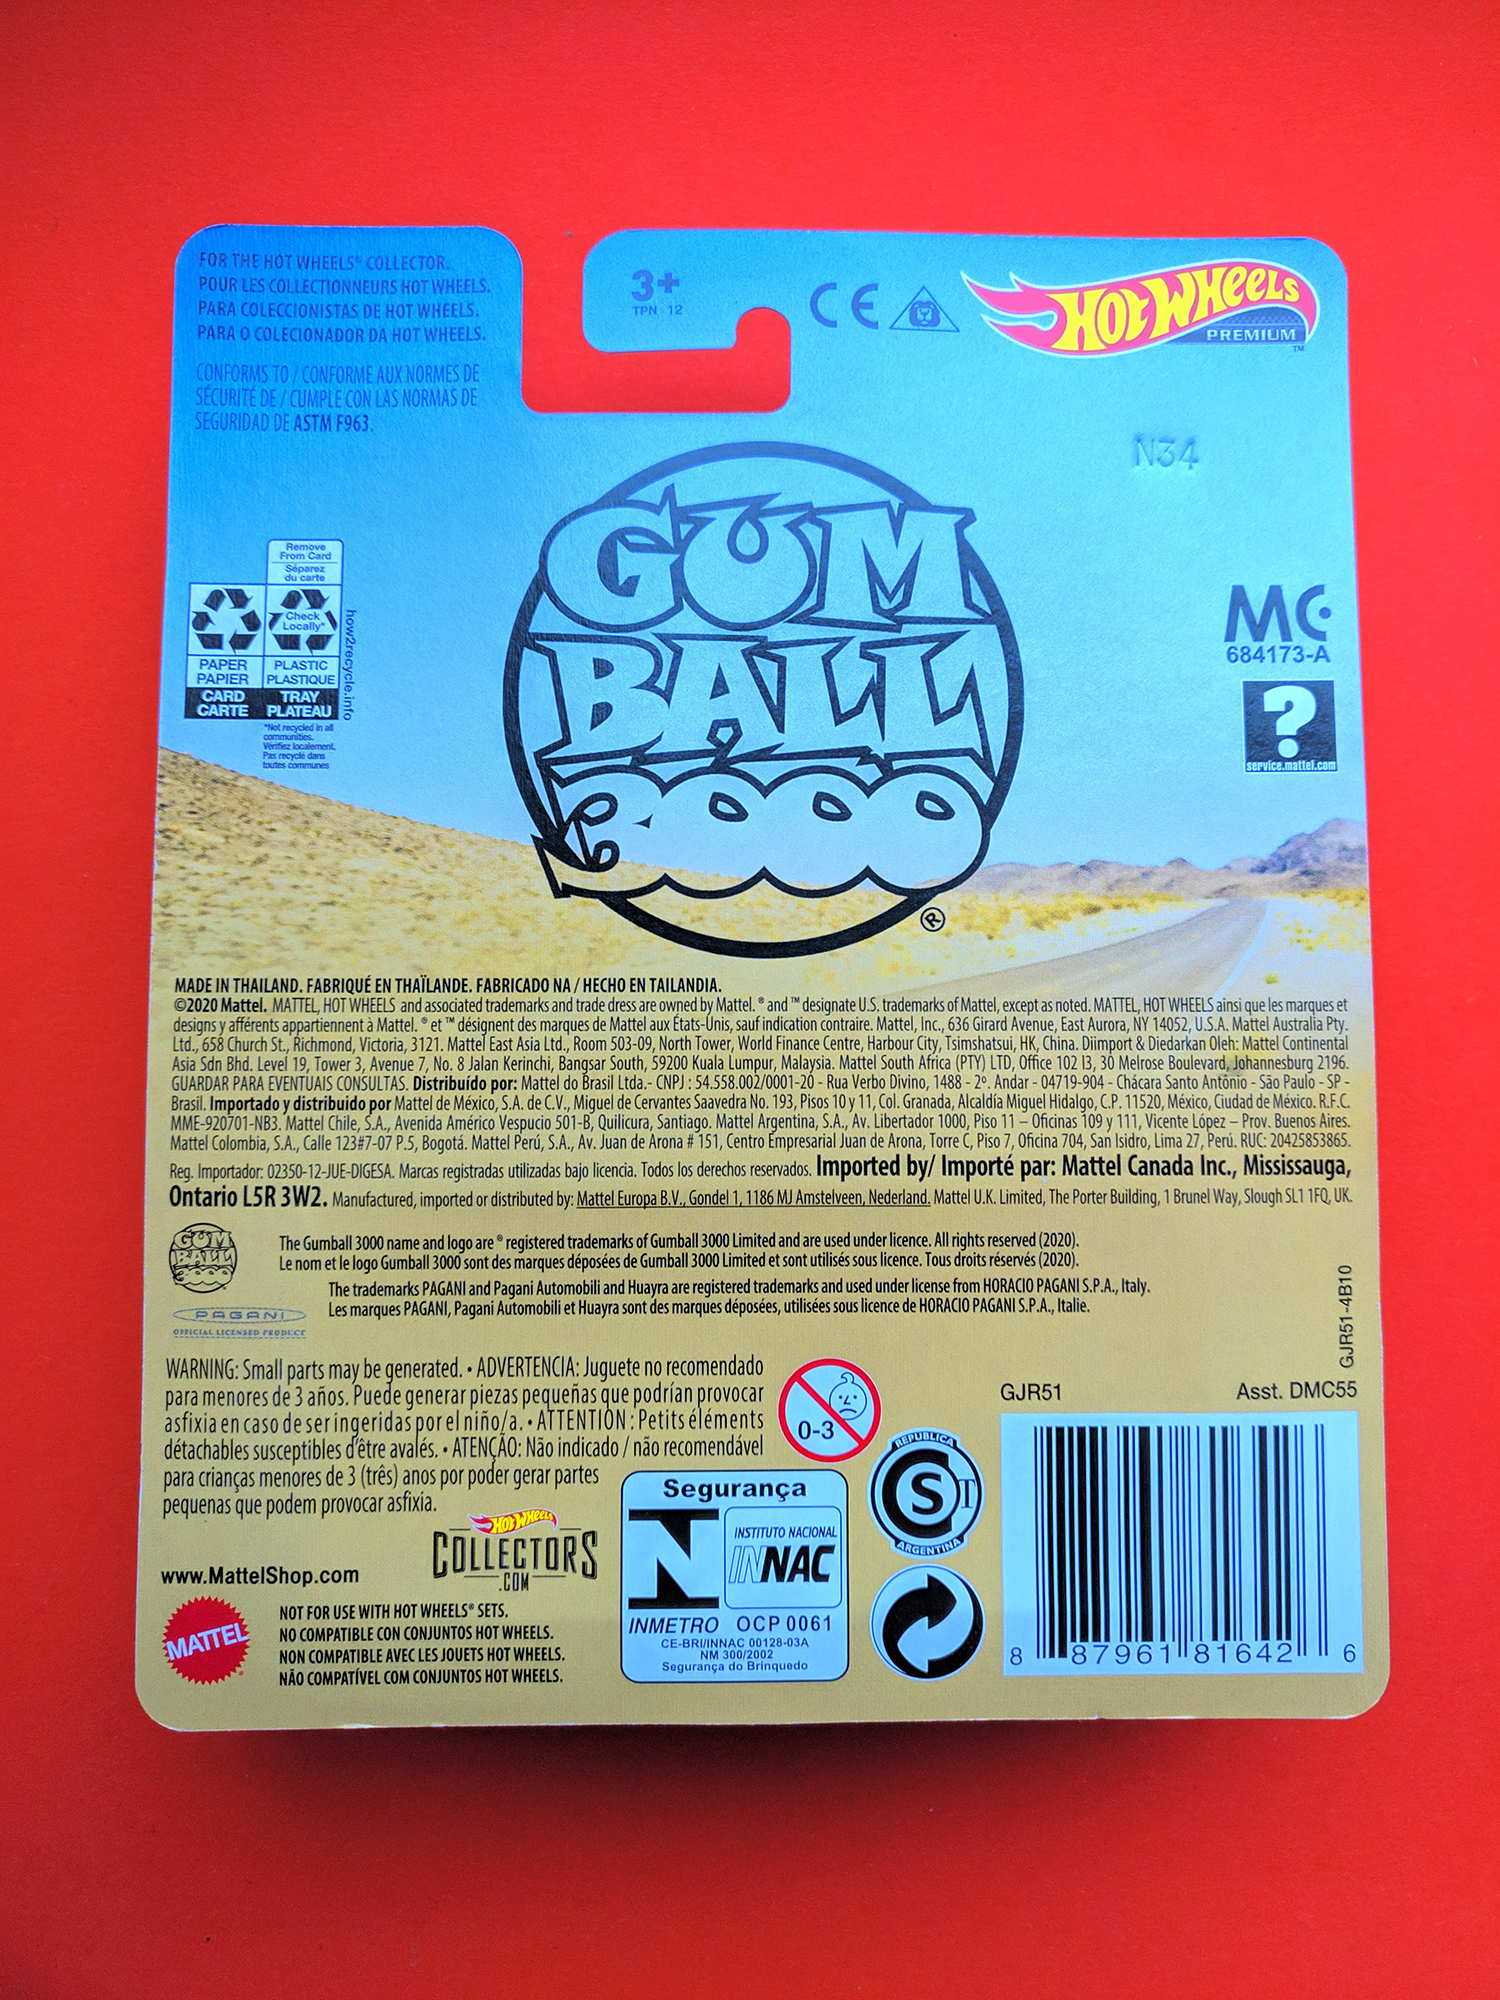 FOR THE HOT WHEELS® COLLECTOR.
POUR LES COLLECTIONNEURS HOT WHEELS.
PARA COLECCIONISTAS DE HOT WHEELS.
PARA O COLECIONADOR DA HOT WHEELS.
CONFORMS TO / CONFORME AUX NORMES DE
SÉCURITÉ DE / CUMPLE CON LAS NORMAS DE
SEGURIDAD DE ASTM F963.
3+
TPN 12
CE
HOT WHEELS
PREMIUM
™
N34
Remove
From Card
Séparez
du carte
Check
Locally*
PAPER
PAPIER
PLASTIC
PLASTIQUE
CARD
CARTE
TRAY
PLATEAU
how2recycle.info
*Not recycled in all
communities.
Vérifiez localement.
Pas recyclé dans
toutes communes
GUM
BALL
3000
®
MC
684173-A
?
service.mattel.com
MADE IN THAILAND. FABRIQUÉ EN THAÏLANDE. FABRICADO NA / HECHO EN TAILANDIA.
©2020 Mattel. MATTEL, HOT WHEELS and associated trademarks and trade dress are owned by Mattel. ® and ™ designate U.S. trademarks of Mattel, except as noted. MATTEL, HOT WHEELS ainsi que les marques et
designs y afférents appartiennent à Mattel. ® et ™ désignent des marques de Mattel aux États-Unis, sauf indication contraire. Mattel, Inc., 636 Girard Avenue, East Aurora, NY 14052, U.S.A. Mattel Australia Pty.
Ltd., 658 Church St., Richmond, Victoria, 3121. Mattel East Asia Ltd., Room 503-09, North Tower, World Finance Centre, Harbour City, Tsimshatsui, HK, China. Diimport & Diedarkan Oleh: Mattel Continental
Asia Sdn Bhd. Level 19, Tower 3, Avenue 7, No. 8 Jalan Kerinchi, Bangsar South, 59200 Kuala Lumpur, Malaysia. Mattel South Africa (PTY) LTD, Office 102 I3, 30 Melrose Boulevard, Johannesburg 2196.
GUARDAR PARA EVENTUAIS CONSULTAS. Distribuído por: Mattel do Brasil Ltda.- CNPJ : 54.558.002/0001-20 - Rua Verbo Divino, 1488 - 2º. Andar - 04719-904 - Chácara Santo Antônio - São Paulo - SP -
Brasil. Importado y distribuido por Mattel de México, S.A. de C.V., Miguel de Cervantes Saavedra No. 193, Pisos 10 y 11, Col. Granada, Alcaldía Miguel Hidalgo, C.P. 11520, México, Ciudad de México. R.F.C.
MME-920701-NB3. Mattel Chile, S.A., Avenida Américo Vespucio 501-B, Quilicura, Santiago. Mattel Argentina, S.A., Av. Libertador 1000, Piso 11 – Oficinas 109 y 111, Vicente López – Prov. Buenos Aires.
Mattel Colombia, S.A., Calle 123#7-07 P.5, Bogotá. Mattel Perú, S.A., Av. Juan de Arona # 151, Centro Empresarial Juan de Arona, Torre C, Piso 7, Oficina 704, San Isidro, Lima 27, Perú. RUC: 20425853865.
Reg. Importador: 02350-12-JUE-DIGESA. Marcas registradas utilizadas bajo licencia. Todos los derechos reservados. Imported by/ Importé par: Mattel Canada Inc., Mississauga,
Ontario L5R 3W2. Manufactured, imported or distributed by: Mattel Europa B.V., Gondel 1, 1186 MJ Amstelveen, Nederland. Mattel U.K. Limited, The Porter Building, 1 Brunel Way, Slough SL1 1FQ, UK.
GUM
BALL
3000
The Gumball 3000 name and logo are ® registered trademarks of Gumball 3000 Limited and are used under licence. All rights reserved (2020).
Le nom et le logo Gumball 3000 sont des marques déposées de Gumball 3000 Limited et sont utilisés sous licence. Tous droits réservés (2020).
PAGANI
OFFICIAL LICENSED PRODUCT
The trademarks PAGANI and Pagani Automobili and Huayra are registered trademarks and used under license from HORACIO PAGANI S.P.A., Italy.
Les marques PAGANI, Pagani Automobili et Huayra sont des marques déposées, utilisées sous licence de HORACIO PAGANI S.P.A., Italie.
GJR51-4B10
WARNING: Small parts may be generated. • ADVERTENCIA: Juguete no recomendado
para menores de 3 años. Puede generar piezas pequeñas que podrían provocar
asfixia en caso de ser ingeridas por el niño/a. • ATTENTION : Petits éléments
détachables susceptibles d'être avalés. • ATENÇÃO: Não indicado / não recomendável
para crianças menores de 3 (três) anos por poder gerar partes
pequenas que podem provocar asfixia.
0-3
GJR51
Asst. DMC55
HOT WHEELS
COLLECTORS
.COM
www.MattelShop.com
MATTEL
NOT FOR USE WITH HOT WHEELS® SETS.
NO COMPATIBLE CON CONJUNTOS HOT WHEELS.
NON COMPATIBLE AVEC LES JOUETS HOT WHEELS.
NÃO COMPATÍVEL COM CONJUNTOS HOT WHEELS.
Segurança
N
INSTITUTO NACIONAL
INNAC
INMETRO OCP 0061
CE-BRI/INNAC 00128-03A
NM 300/2002
Segurança do Brinquedo
REPUBLICA
CST
ARGENTINA
8 87961 81642 6